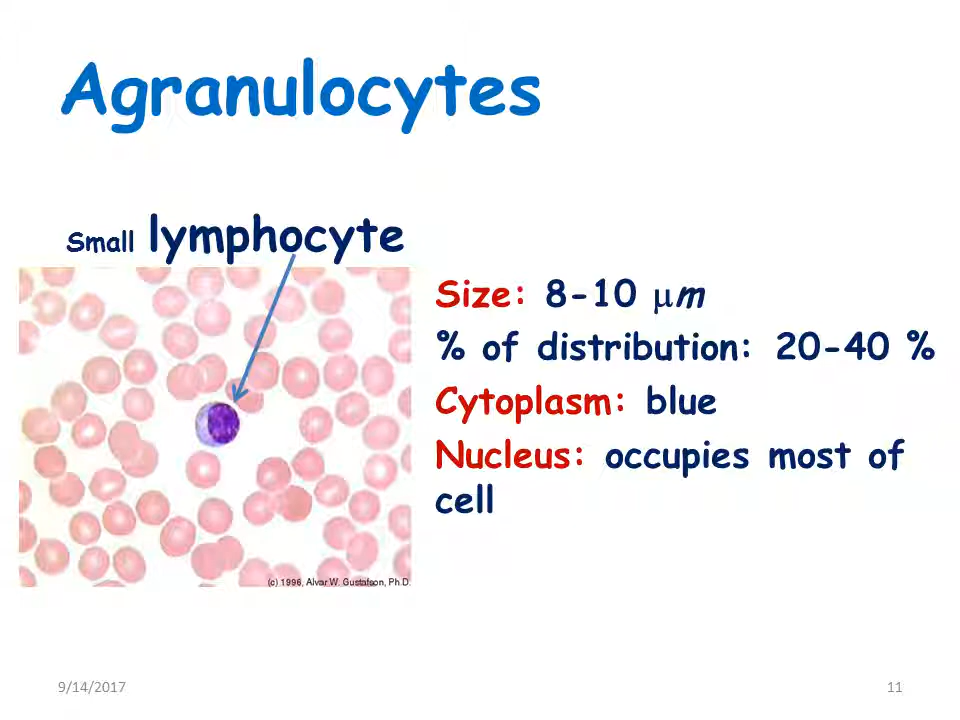 Agranulocytes
Small lymphocyte
Size: 8-10 μm
% of distribution: 20-40 %
Cytoplasm: blue
Nucleus: occupies most of
cell
(c) 1996, Alvar W. Gustafson, Ph.D.
9/14/2017
11